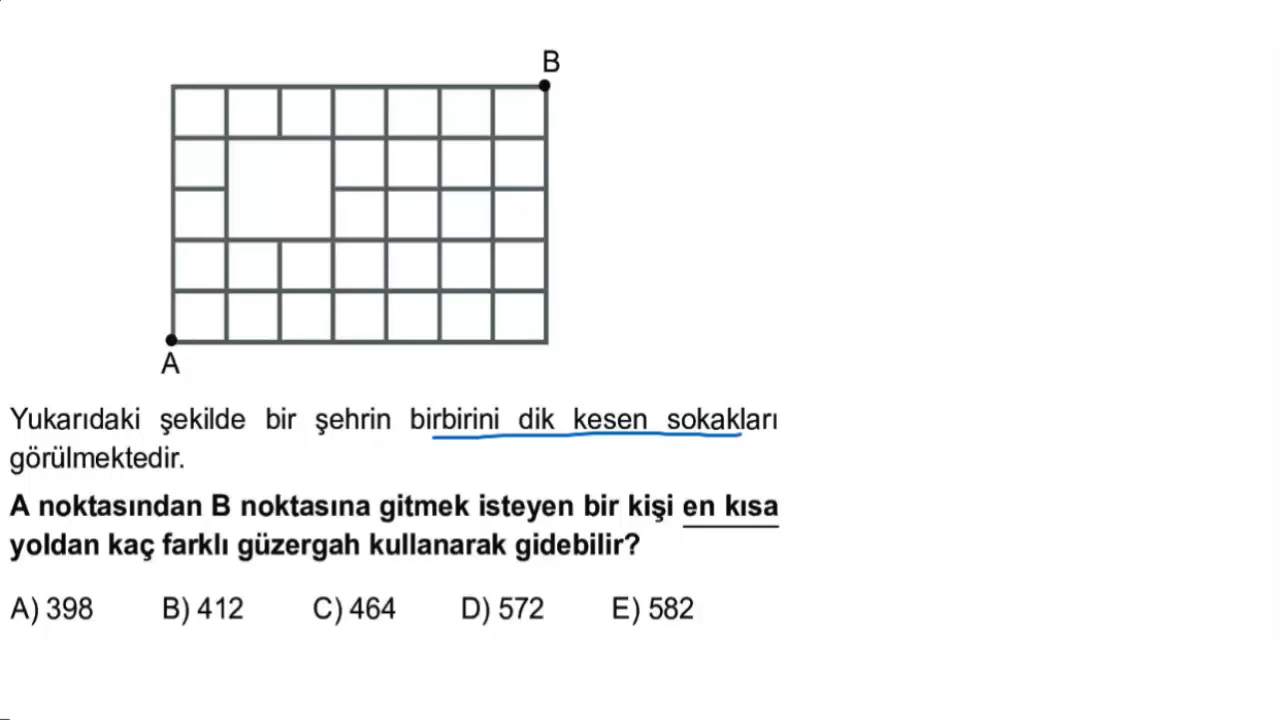 B
A
Yukarıdaki şekilde bir şehrin birbirini dik kesen sokakları
görülmektedir.
A noktasından B noktasına gitmek isteyen bir kişi en kısa
yoldan kaç farklı güzergah kullanarak gidebilir?
A) 398 B) 412 C) 464 D) 572 E) 582